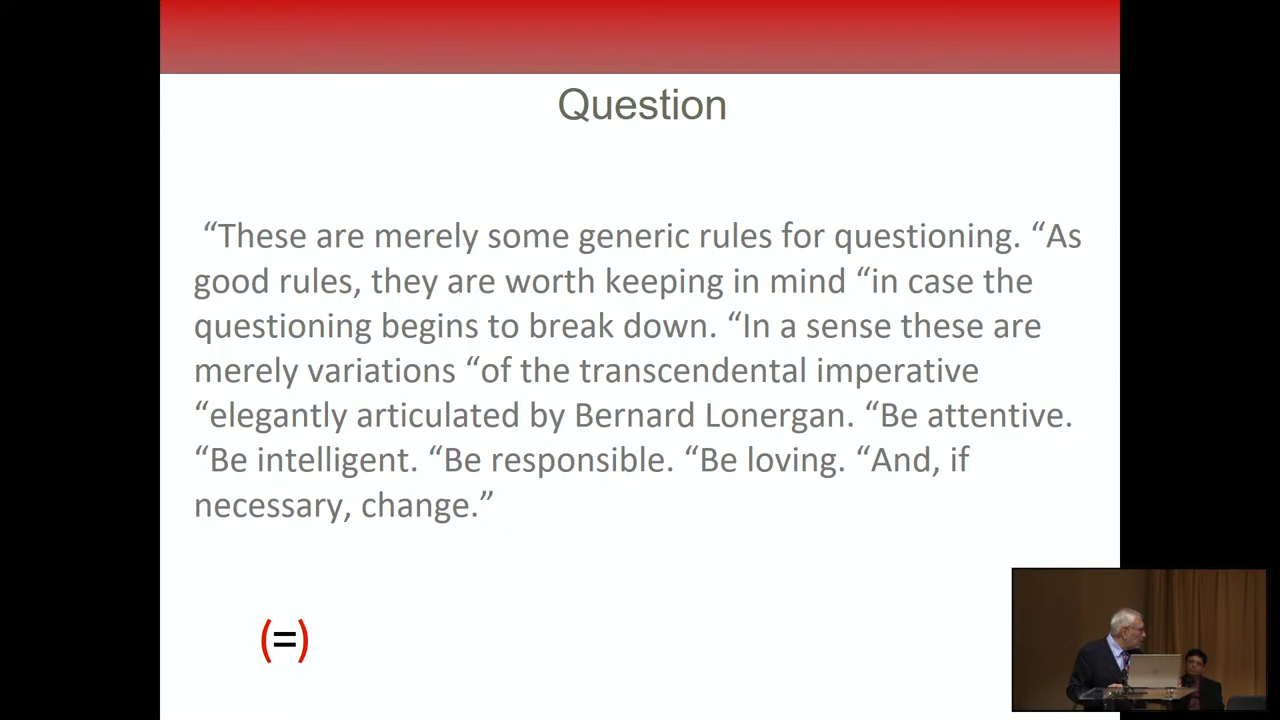 Question
“These are merely some generic rules for questioning. “As
good rules, they are worth keeping in mind “in case the
questioning begins to break down. “In a sense these are
merely variations “of the transcendental imperative
“elegantly articulated by Bernard Lonergan. “Be attentive.
“Be intelligent. “Be responsible. “Be loving. “And, if
necessary, change.”
(=)